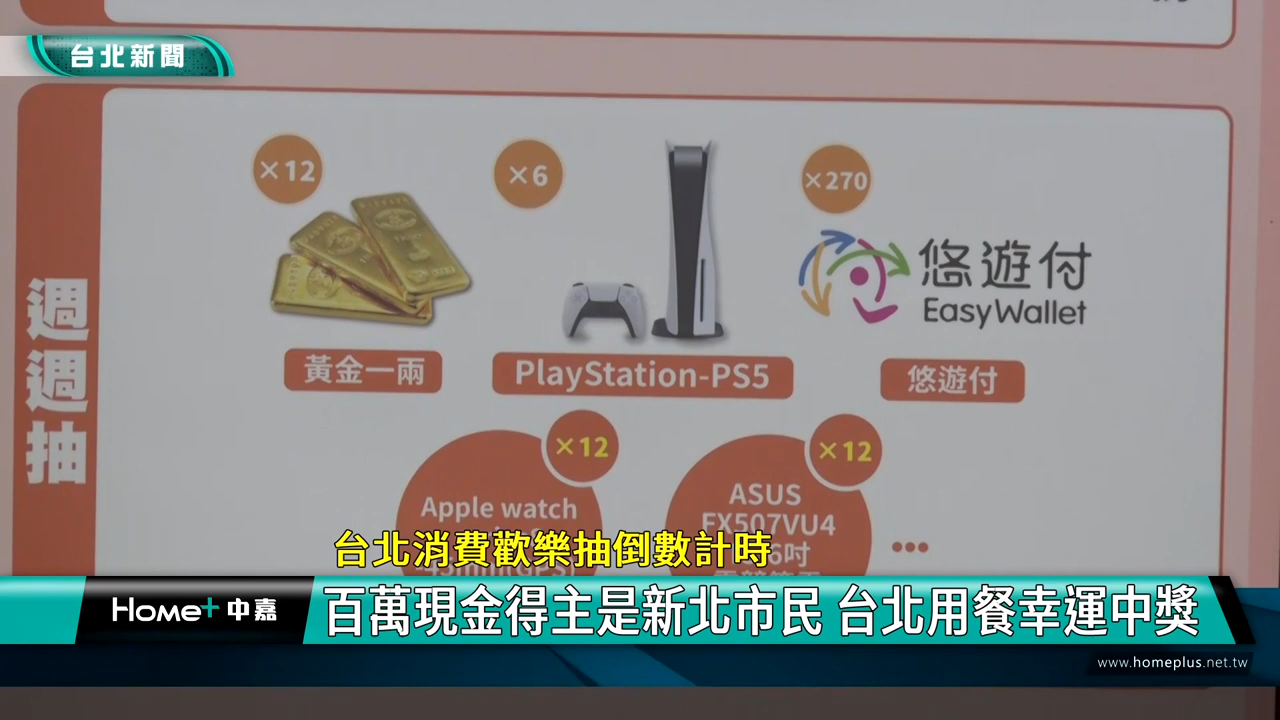 台北新聞
×12
×6
×270
悠遊付
EasyWallet
週週抽
黃金一兩
PlayStation-PS5
悠遊付
×12
×12
Apple watch
ASUS
FX507VU4
吋
台北消費歡樂抽倒數計時
Home+中嘉
百萬現金得主是新北市民 台北用餐幸運中獎
www.homeplus.net.tw